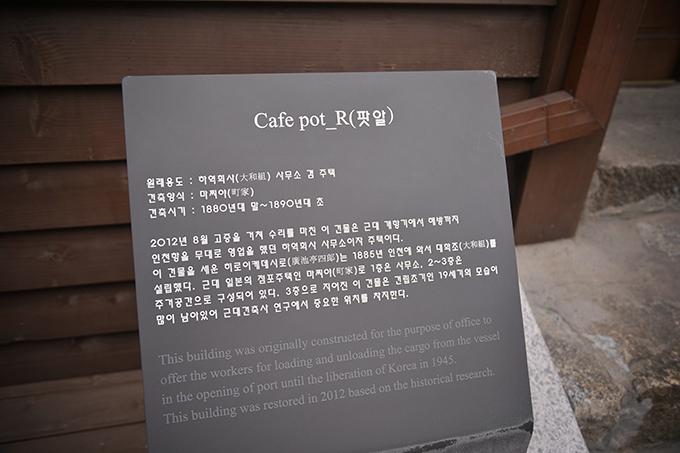 Cafe pot_R(팟알)
원래용도 : 하역회사(大和組) 사무소 겸 주택
건축양식 : 마찌야(町家)
건축시기 : 1880년대 말~1890년대 초
2012년 8월 고증을 거쳐 수리를 마친 이 건물은 근대 개항기에서 해방까지
인천항을 무대로 영업을 했던 하역회사 사무소이자 주택이다.
이 건물을 세운 히로이케데시로(廣池亭四郞)는 1885년 인천에 와서 대화조(大和組)를
설립했다. 근대 일본의 점포주택인 마찌야(町家)로 1층은 사무소, 2~3층은
주거공간으로 구성되어 있다. 3층으로 지어진 이 건물은 건립초기인 19세기의 모습이
많이 남아있어 근대건축사 연구에서 중요한 위치를 차지한다.
This building was originally constructed for the purpose of office to
offer the workers for loading and unloading the cargo from the vessel
in the opening of port until the liberation of Korea in 1945.
This building was restored in 2012 based on the historical research.